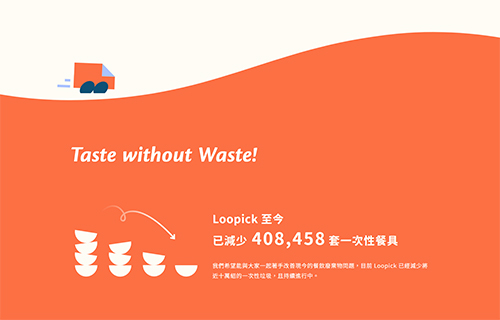 Taste without Waste!
Loopick 至今
已減少 408,458 套一次性餐具
我們希望能與大家一起著手改善現今的餐飲廢棄物問題，目前 Loopick 已經減少將
近十萬組的一次性垃圾，且持續進行中。